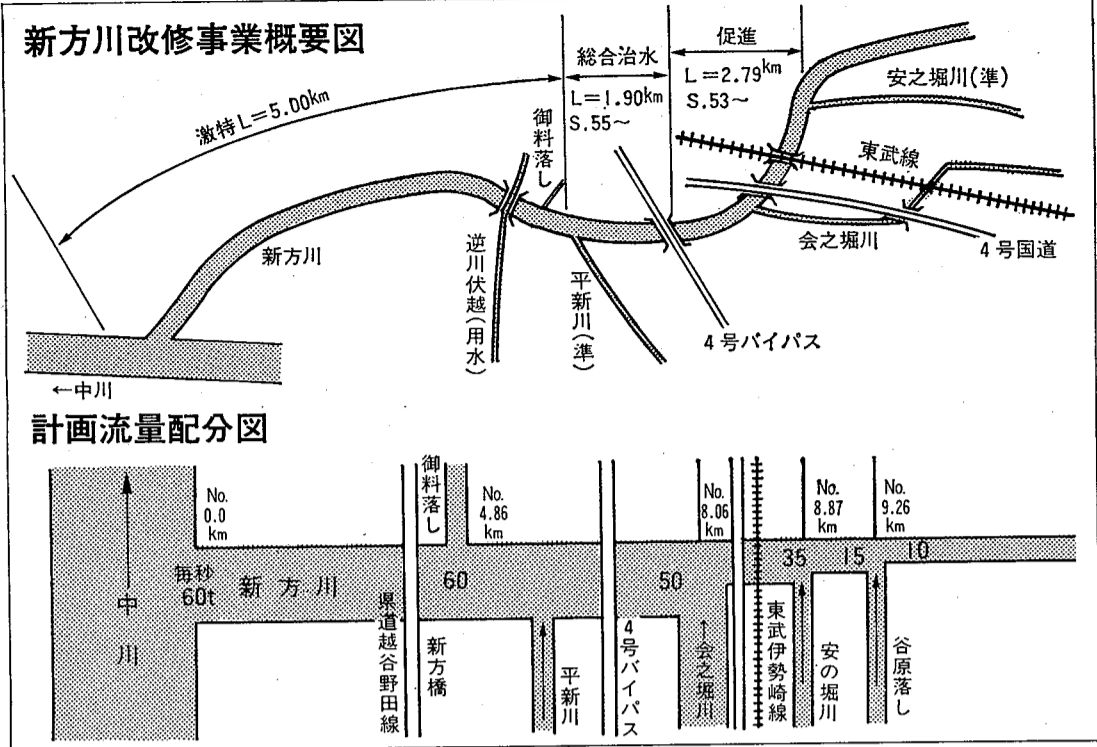 新方川改修事業概要図
激特L=5.00km
総合治水
L=1.90km
S.55~
促進
L=2.79km
S.53~
安之堀川(準)
東武線
御料落し
新方川
逆川伏越(用水)
平新川(準)
会之堀川
4号国道
4号バイパス
←中川
計画流量配分図
No.
0.0
km
御料落し
No.
4.86
km
No.
8.06
km
No.
8.87
km
No.
9.26
km
毎秒
60t
新方川
60
50
35
15
10
中川
県道越谷野田線
新方橋
平新川
4号バイパス
↑会之堀川
東武伊勢崎線
安の堀川
谷原落し